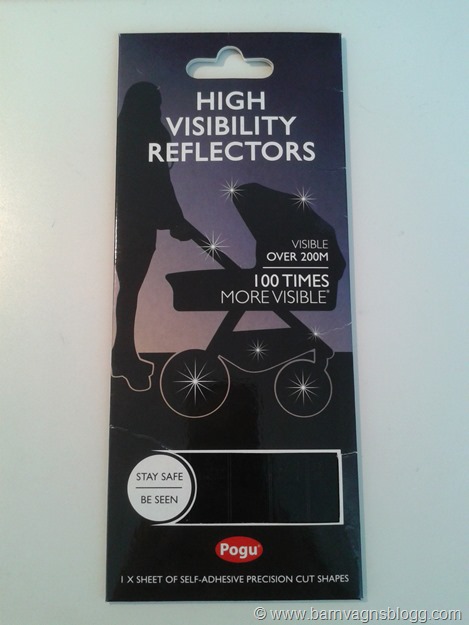 HIGH
VISIBILITY
REFLECTORS
VISIBLE
OVER 200M
100 TIMES
MORE VISIBLE*
STAY SAFE
BE SEEN
Pogu®
1 X SHEET OF SELF-ADHESIVE PRECISION CUT SHAPES
© www.barnvagnsblogg.com